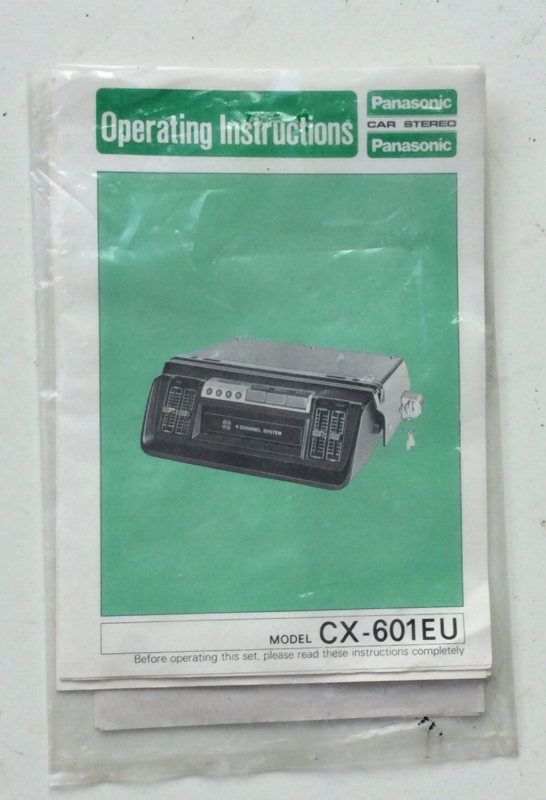 Operating Instructions
Panasonic
CAR STEREO
Panasonic
4 CHANNEL SYSTEM
MODEL CX-601EU
Before operating this set, please read these instructions completely